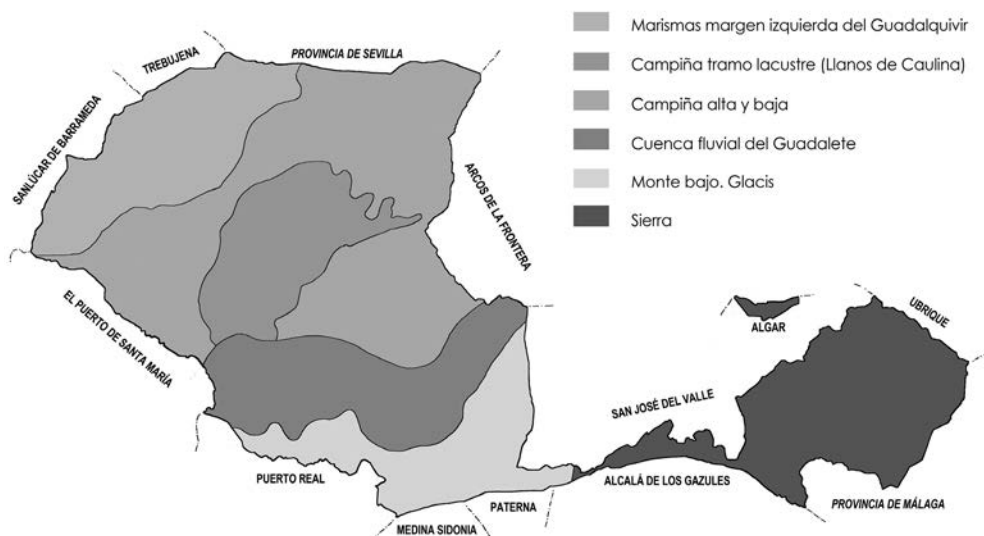 Marismas margen izquierda del Guadalquivir
Campiña tramo lacustre (Llanos de Caulina)
Campiña alta y baja
Cuenca fluvial del Guadalete
Monte bajo. Glacis
Sierra
TREBUJENA
PROVINCIA DE SEVILLA
SANLÚCAR DE BARRAMEDA
ARCOS DE LA FRONTERA
EL PUERTO DE SANTA MARÍA
ALGAR
UBRIQUE
SAN JOSÉ DEL VALLE
PUERTO REAL
ALCALÁ DE LOS GAZULES
PATERNA
PROVINCIA DE MÁLAGA
MEDINA SIDONIA